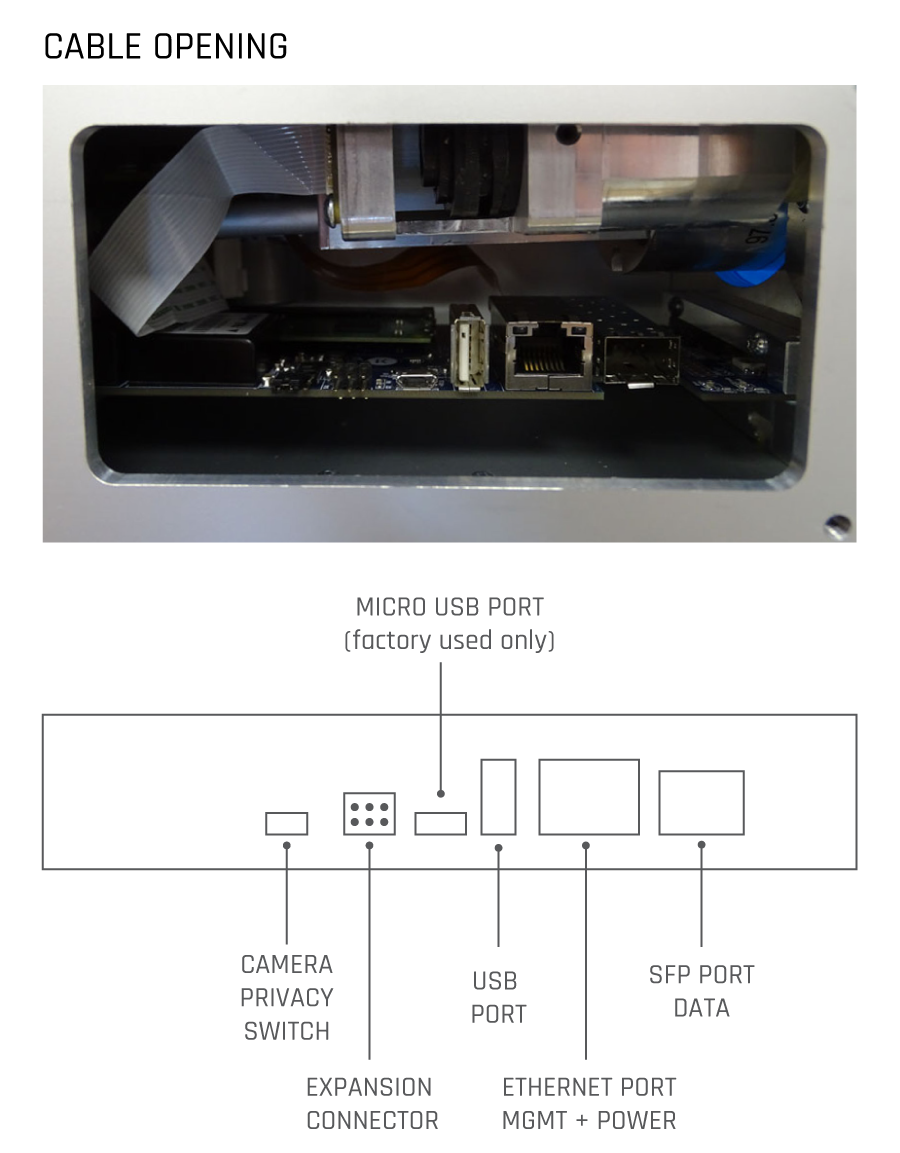 CABLE OPENING
97
MICRO USB PORT
(factory used only)
CAMERA
PRIVACY
SWITCH
USB
PORT
SFP PORT
DATA
EXPANSION
CONNECTOR
ETHERNET PORT
MGMT + POWER